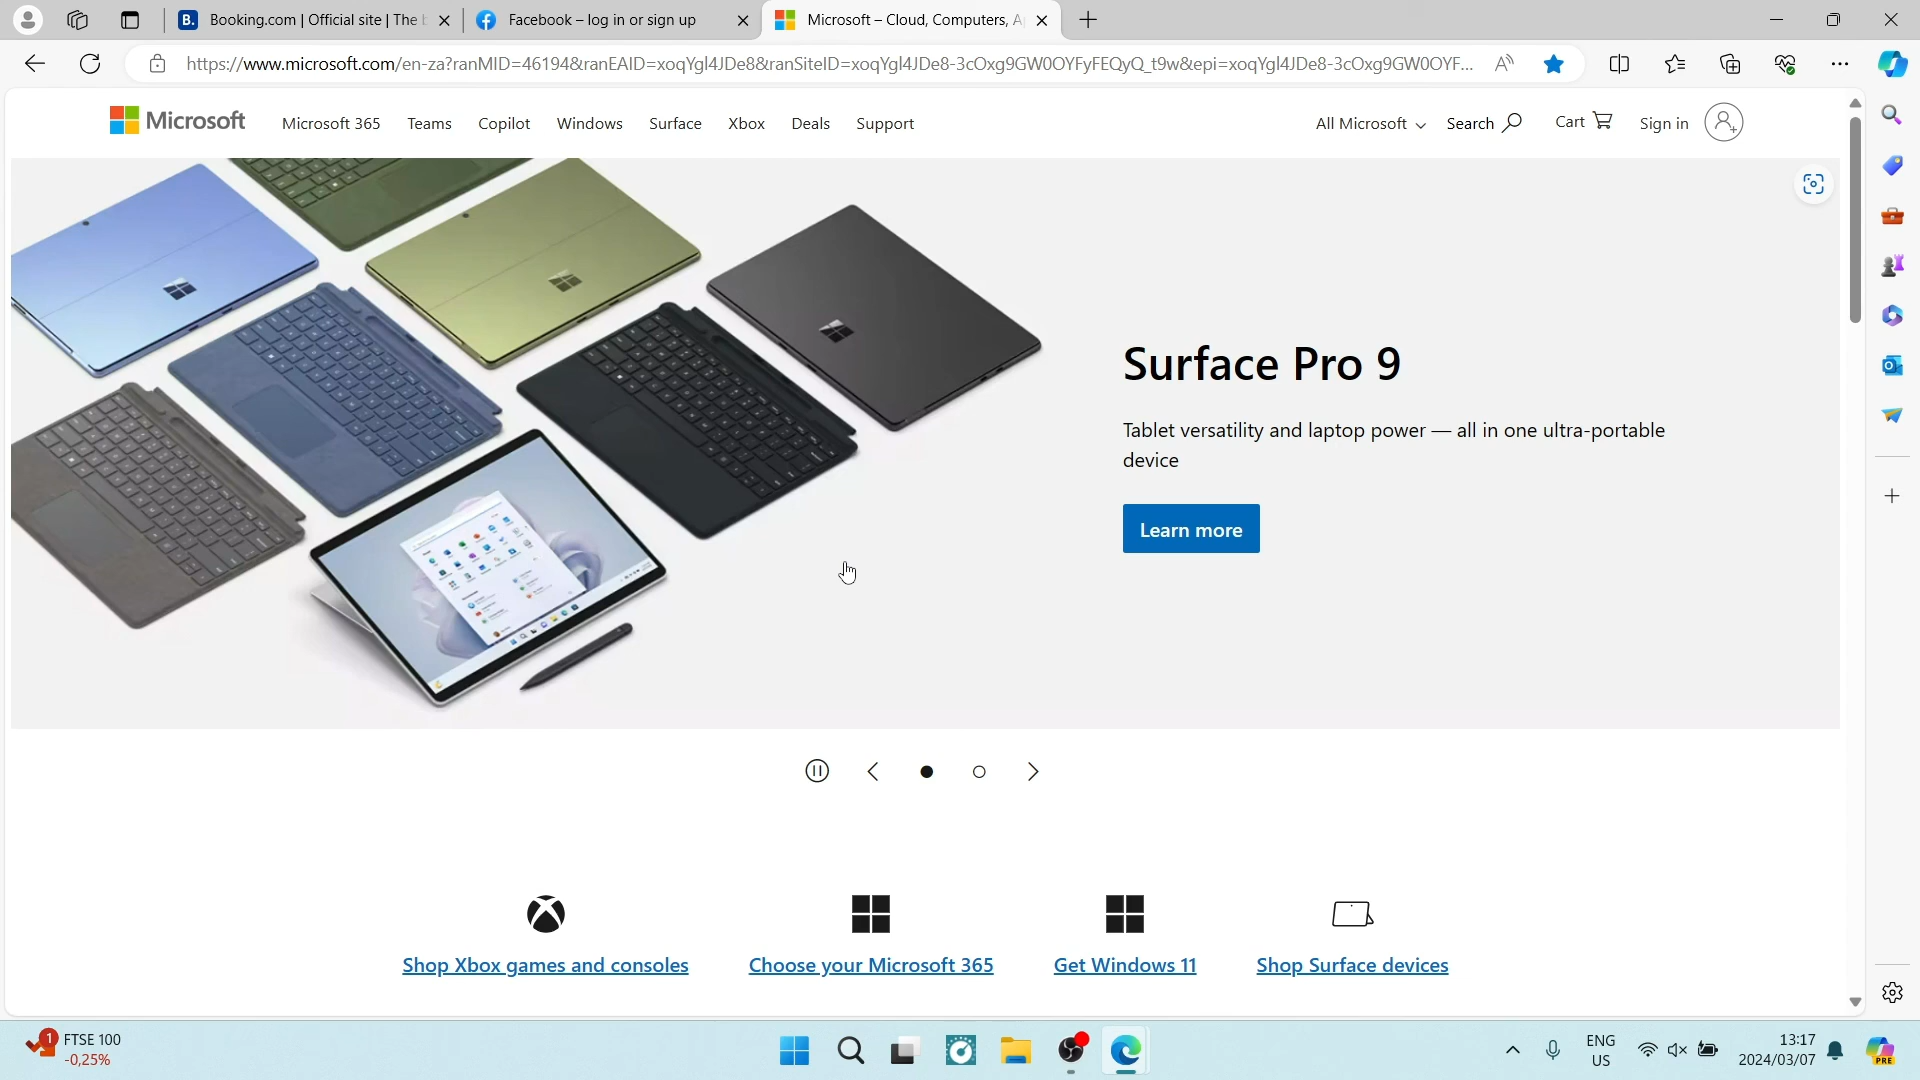 Booking.com | Official site | The b
Facebook – log in or sign up
Microsoft – Cloud, Computers, A
https://www.microsoft.com/en-za?ranMID=46194&ranEAID=xoqYgl4JDe8&ranSiteID=xoqYgl4JDe8-3cOxg9GW0OYFyFEQyQ_t9w&epi=xoqYgl4JDe8-3cOxg9GW0OYF...
Microsoft
Microsoft 365
Teams
Copilot
Windows
Surface
Xbox
Deals
Support
All Microsoft
Search
Cart
Sign in
Surface Pro 9
Tablet versatility and laptop power — all in one ultra-portable
device
Learn more
Shop Xbox games and consoles
Choose your Microsoft 365
Get Windows 11
Shop Surface devices
1
FTSE 100
-0,25%
ENG
US
13:17
2024/03/07
PRE